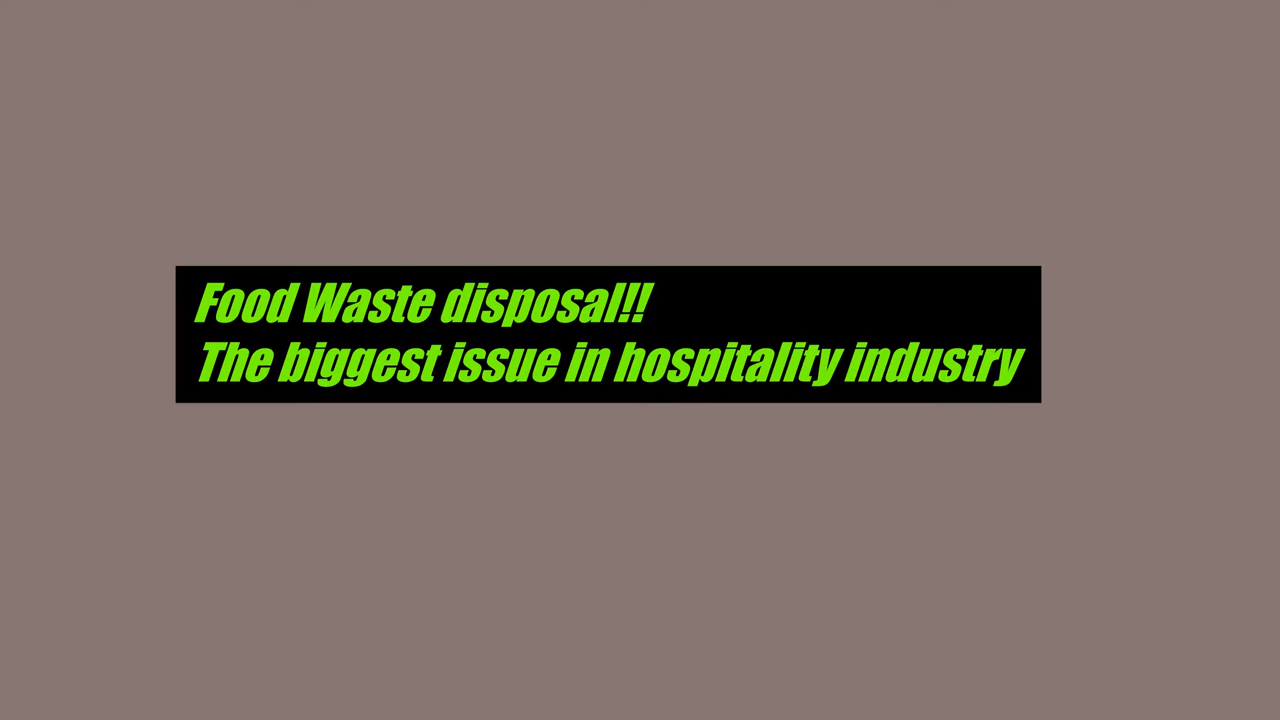 Food Waste disposal!!
The biggest issue in hospitality industry